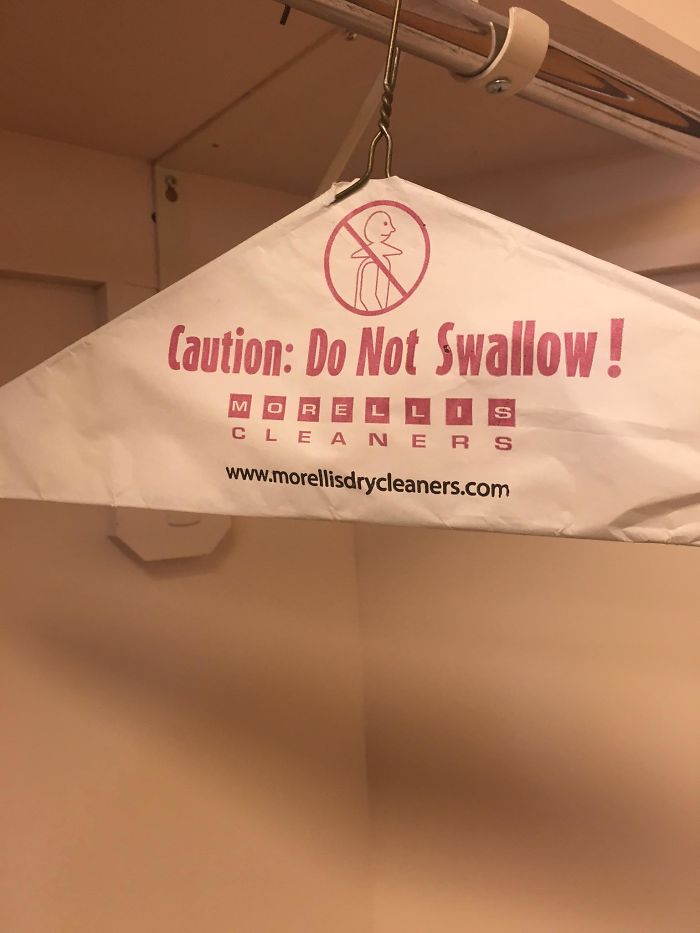 Caution: Do Not Swallow!
MORELLIS
CLEANERS
www.morellisdrycleaners.com